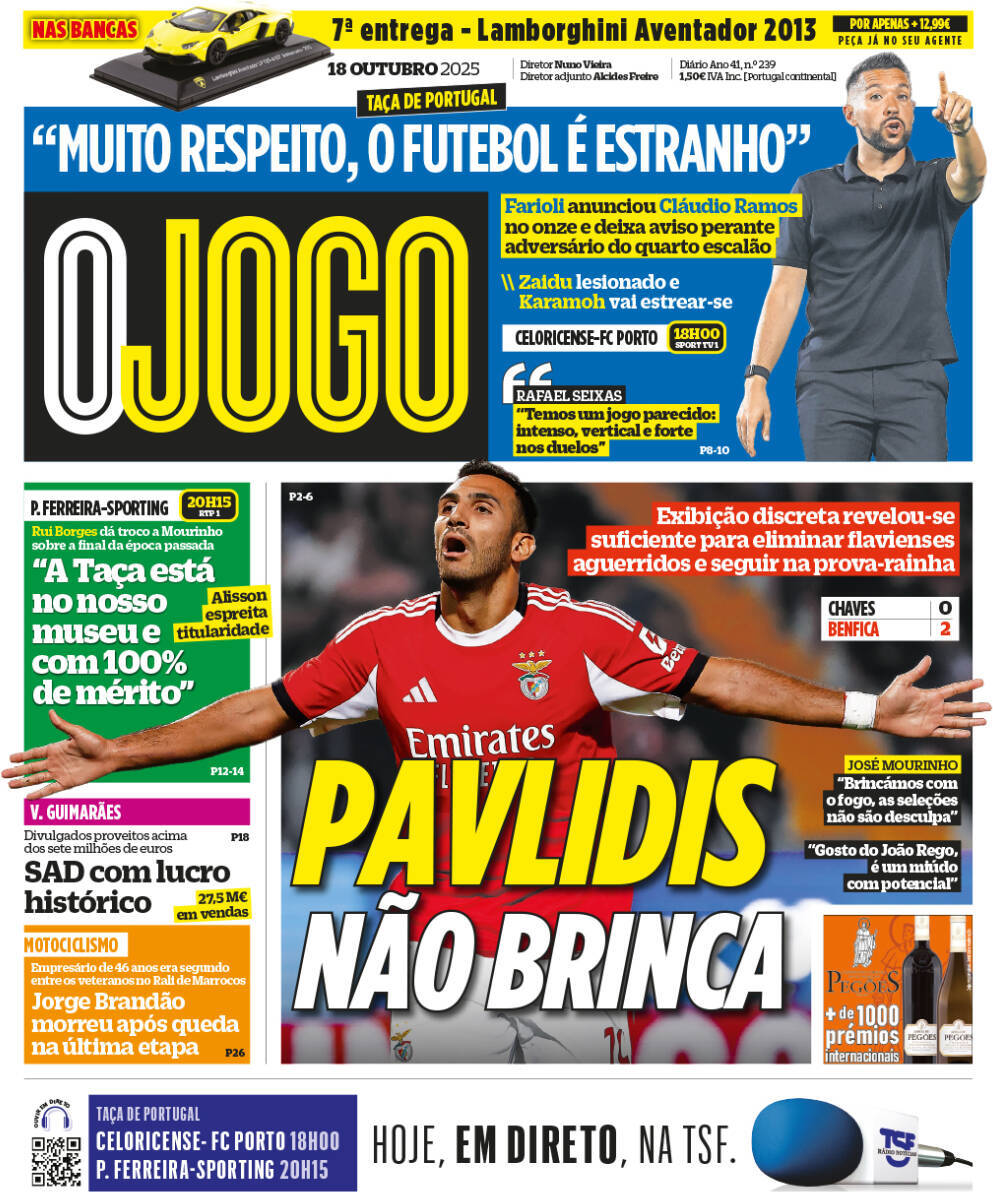 NAS BANCAS
7ª entrega - Lamborghini Aventador 2013
POR APENAS + 12,99€
PEÇA JÁ NO SEU AGENTE
18 OUTUBRO 2025
Diretor Nuno Vieira
Diretor adjunto Alcides Freire
Diário Ano 41, n.º 239
1,50€ IVA Inc. [Portugal continental]
TAÇA DE PORTUGAL
“MUITO RESPEITO, O FUTEBOL É ESTRANHO”
O JOGO
Farioli anunciou Cláudio Ramos
no onze e deixa aviso perante
adversário do quarto escalão
\\ Zaidu lesionado e
Karamoh vai estrear-se
CELORICENSE-FC PORTO
18H00
SPORT TV 1
RAFAEL SEIXAS
“Temos um jogo parecido:
intenso, vertical e forte
nos duelos”
P8-10
P. FERREIRA-SPORTING
20H15
RTP 1
Rui Borges dá troco a Mourinho
sobre a final da época passada
“A Taça está
no nosso
museu e
com 100%
de mérito”
Alisson
espreita
titularidade
P12-14
V. GUIMARÃES
Divulgados proveitos acima
dos sete milhões de euros
P18
SAD com lucro
histórico
27,5 M€
em vendas
MOTOCICLISMO
Empresário de 46 anos era segundo
entre os veteranos no Rali de Marrocos
Jorge Brandão
morreu após queda
na última etapa
P26
P2-6
Exibição discreta revelou-se
suficiente para eliminar flavienses
aguerridos e seguir na prova-rainha
CHAVES 0
BENFICA 2
Emirates
PAVLIDIS
NÃO BRINCA
JOSÉ MOURINHO
“Brincámos com
o fogo, as seleções
não são desculpa”
“Gosto do João Rego,
é um miúdo
com potencial”
PEGÕES
+ de 1000
prémios
internacionais
PEGÕES
PEGÕES
OUVIR EM DIRETO
TAÇA DE PORTUGAL
CELORICENSE- FC PORTO 18H00
P. FERREIRA-SPORTING 20H15
HOJE, EM DIRETO, NA TSF.
TSF
RÁDIO NOTÍCIAS